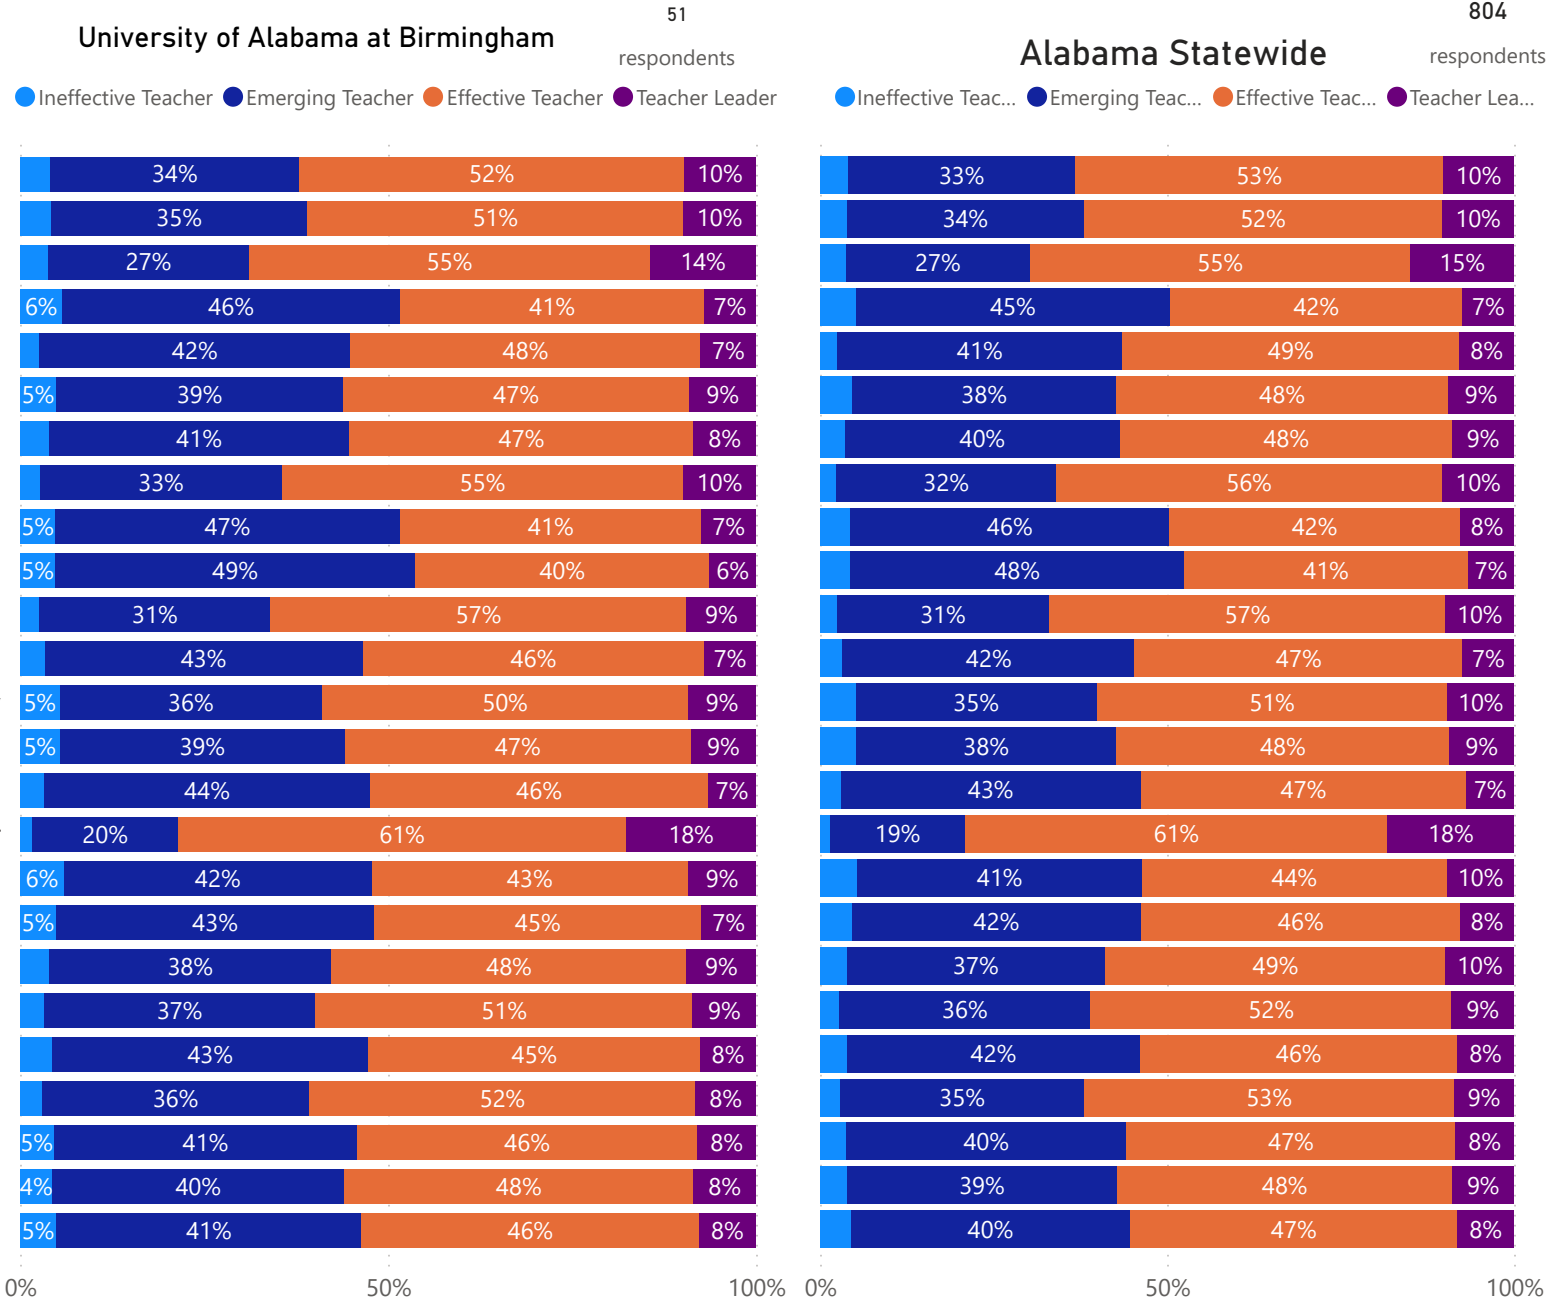 University of Alabama at Birmingham
51
respondents
Ineffective Teacher Emerging Teacher Effective Teacher Teacher Leader
34% 52% 10%
35% 51% 10%
27% 55% 14%
6% 46% 41% 7%
42% 48% 7%
5% 39% 47% 9%
41% 47% 8%
33% 55% 10%
5% 47% 41% 7%
5% 49% 40% 6%
31% 57% 9%
43% 46% 7%
5% 36% 50% 9%
5% 39% 47% 9%
44% 46% 7%
20% 61% 18%
6% 42% 43% 9%
5% 43% 45% 7%
38% 48% 9%
37% 51% 9%
43% 45% 8%
36% 52% 8%
5% 41% 46% 8%
4% 40% 48% 8%
5% 41% 46% 8%
0% 50% 100%
Alabama Statewide
804
respondents
Ineffective Teac... Emerging Teac... Effective Teac... Teacher Lea...
33% 53% 10%
34% 52% 10%
27% 55% 15%
45% 42% 7%
41% 49% 8%
38% 48% 9%
40% 48% 9%
32% 56% 10%
46% 42% 8%
48% 41% 7%
31% 57% 10%
42% 47% 7%
35% 51% 10%
38% 48% 9%
43% 47% 7%
19% 61% 18%
41% 44% 10%
42% 46% 8%
37% 49% 10%
36% 52% 9%
42% 46% 8%
35% 53% 9%
40% 47% 8%
39% 48% 9%
40% 47% 8%
0% 50% 100%